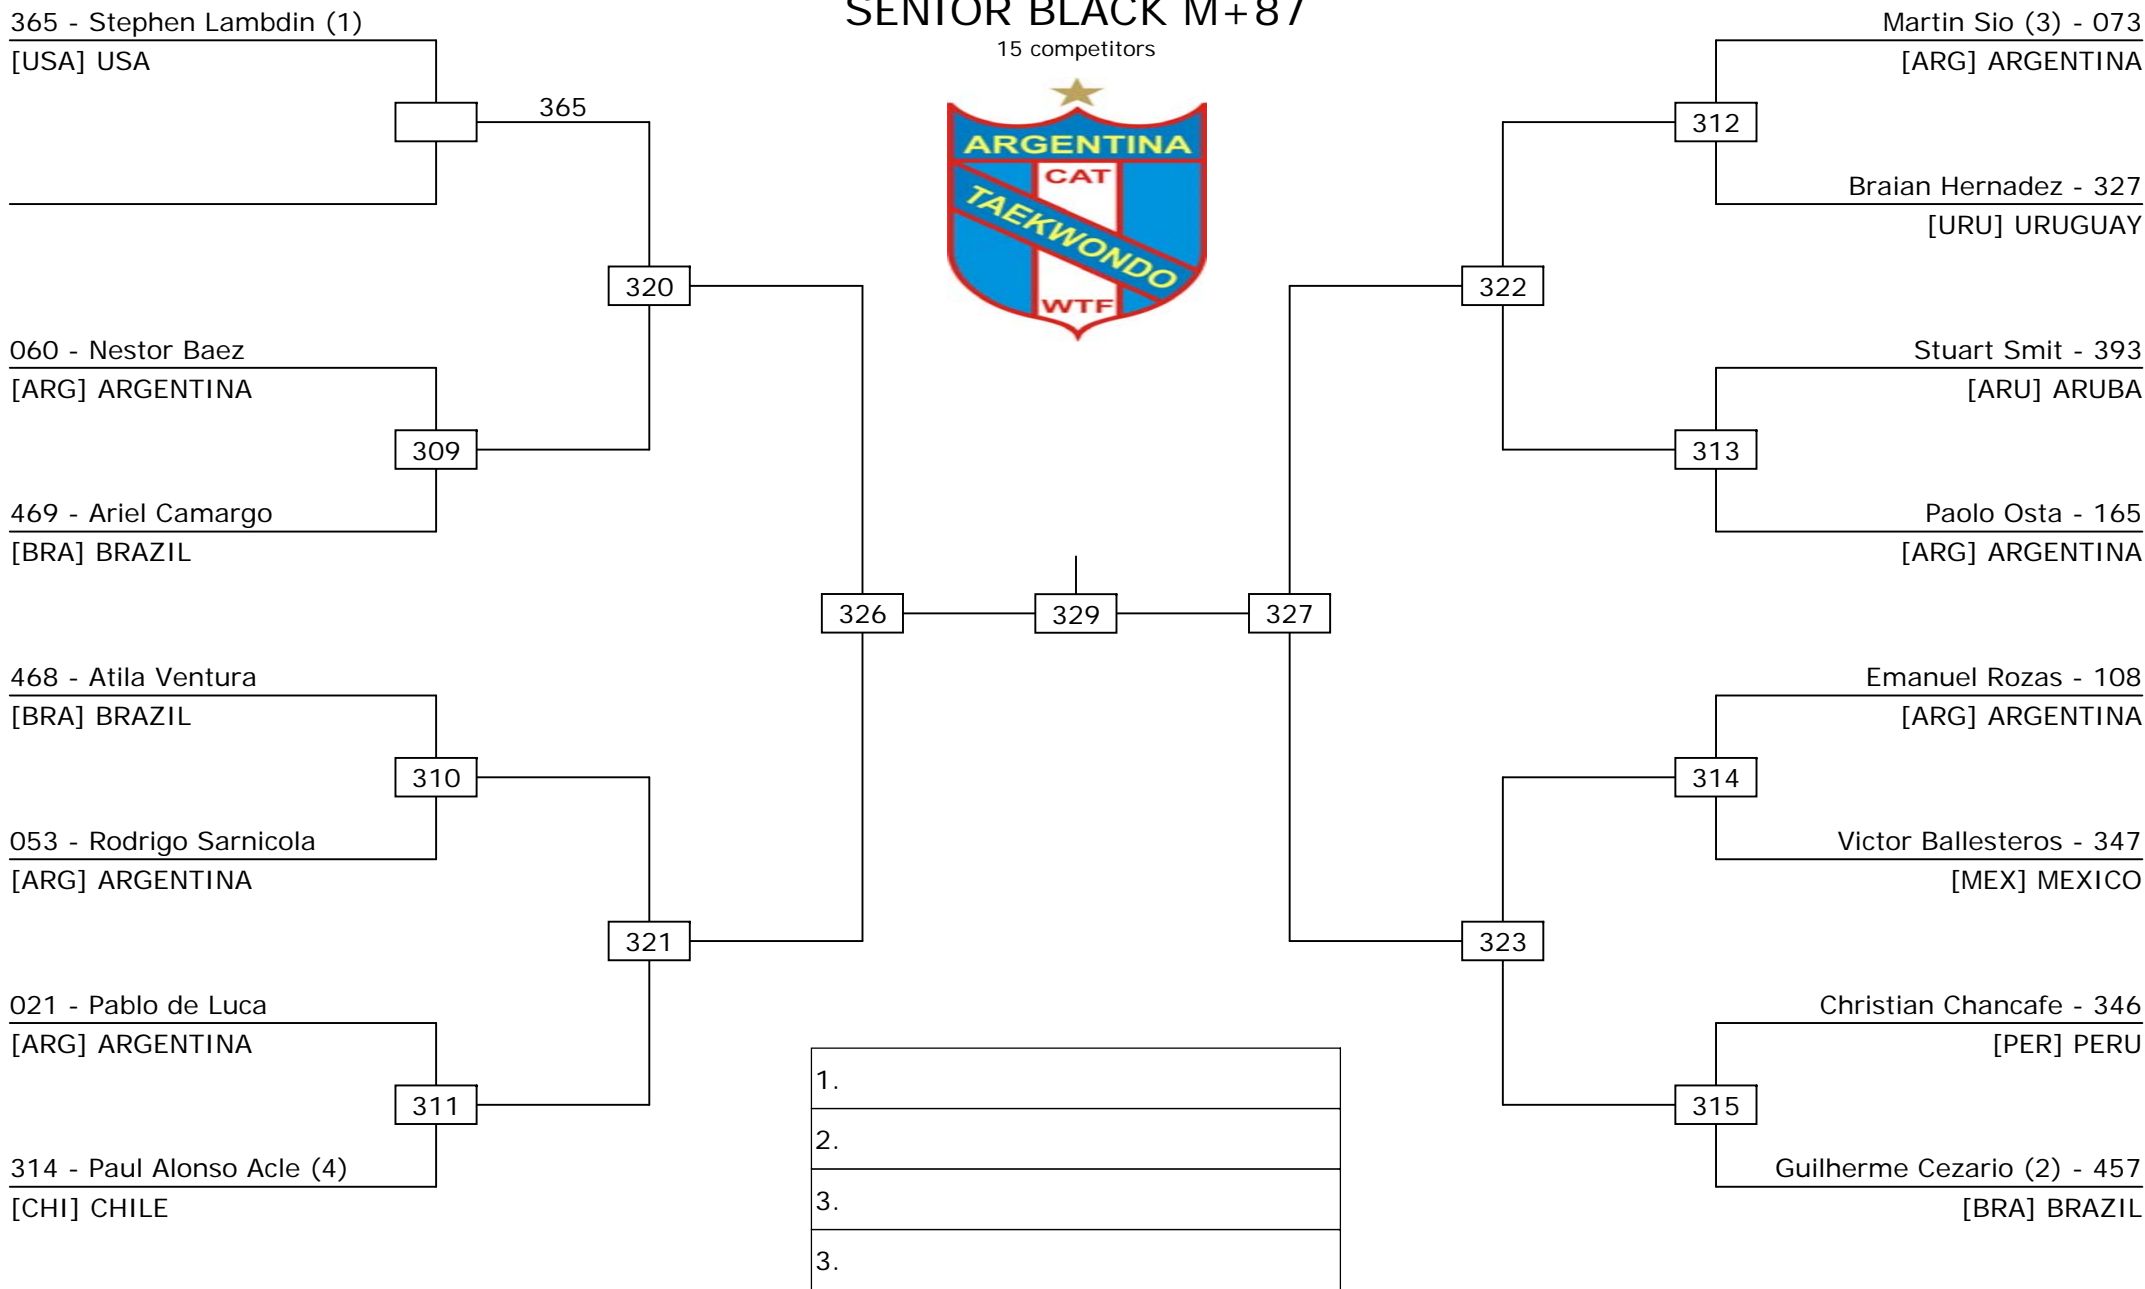 SENIOR BLACK M+87
15 competitors
ARGENTINA
CAT
TAEKWONDO
WTF
365 - Stephen Lambdin (1)
[USA] USA
365
320
060 - Nestor Baez
[ARG] ARGENTINA
309
469 - Ariel Camargo
[BRA] BRAZIL
468 - Atila Ventura
[BRA] BRAZIL
310
053 - Rodrigo Sarnicola
[ARG] ARGENTINA
321
021 - Pablo de Luca
[ARG] ARGENTINA
311
314 - Paul Alonso Acle (4)
[CHI] CHILE
326
329
327
Martin Sio (3) - 073
[ARG] ARGENTINA
312
Braian Hernadez - 327
[URU] URUGUAY
322
Stuart Smit - 393
[ARU] ARUBA
313
Paolo Osta - 165
[ARG] ARGENTINA
Emanuel Rozas - 108
[ARG] ARGENTINA
314
Victor Ballesteros - 347
[MEX] MEXICO
323
Christian Chancafe - 346
[PER] PERU
315
Guilherme Cezario (2) - 457
[BRA] BRAZIL
1.
2.
3.
3.